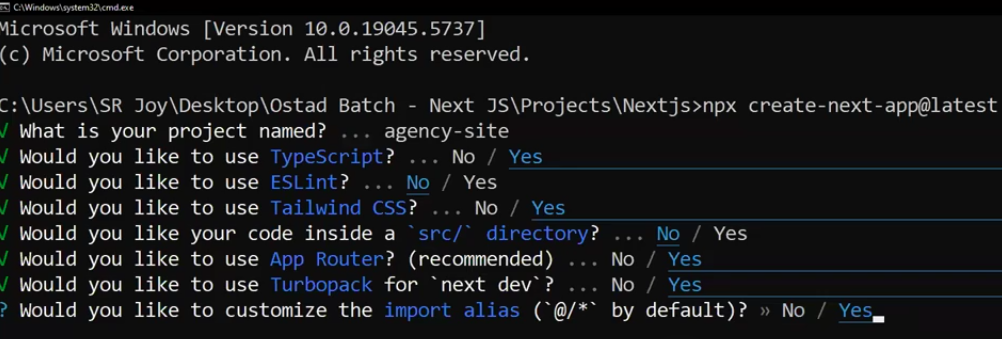 C:\Windows\system32\cmd.exe
Microsoft Windows [Version 10.0.19045.5737]
(c) Microsoft Corporation. All rights reserved.
C:\Users\SR Joy\Desktop\Ostad Batch - Next JS\Projects\Nextjs>npx create-next-app@latest
√ What is your project named? ... agency-site
√ Would you like to use TypeScript? ... No / Yes
√ Would you like to use ESLint? ... No / Yes
√ Would you like to use Tailwind CSS? ... No / Yes
√ Would you like your code inside a `src/` directory? ... No / Yes
√ Would you like to use App Router? (recommended) ... No / Yes
√ Would you like to use Turbopack for `next dev`? ... No / Yes
? Would you like to customize the import alias (`@/*` by default)? » No / Yes